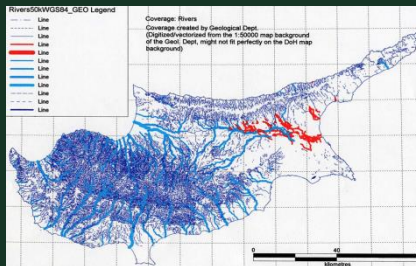 Rivers50kWGS84_GEO Legend
Line
Line
Line
Line
Line
Line
Line
Line
Line
Line
Line
Line
Line
Coverage: Rivers
Coverage created by Geological Dept.
(Digitized/vectorized from the 1:50000 map background
of the Geol. Dept, might not fit perfectly on the DoH map
background)
0 40
kilometres